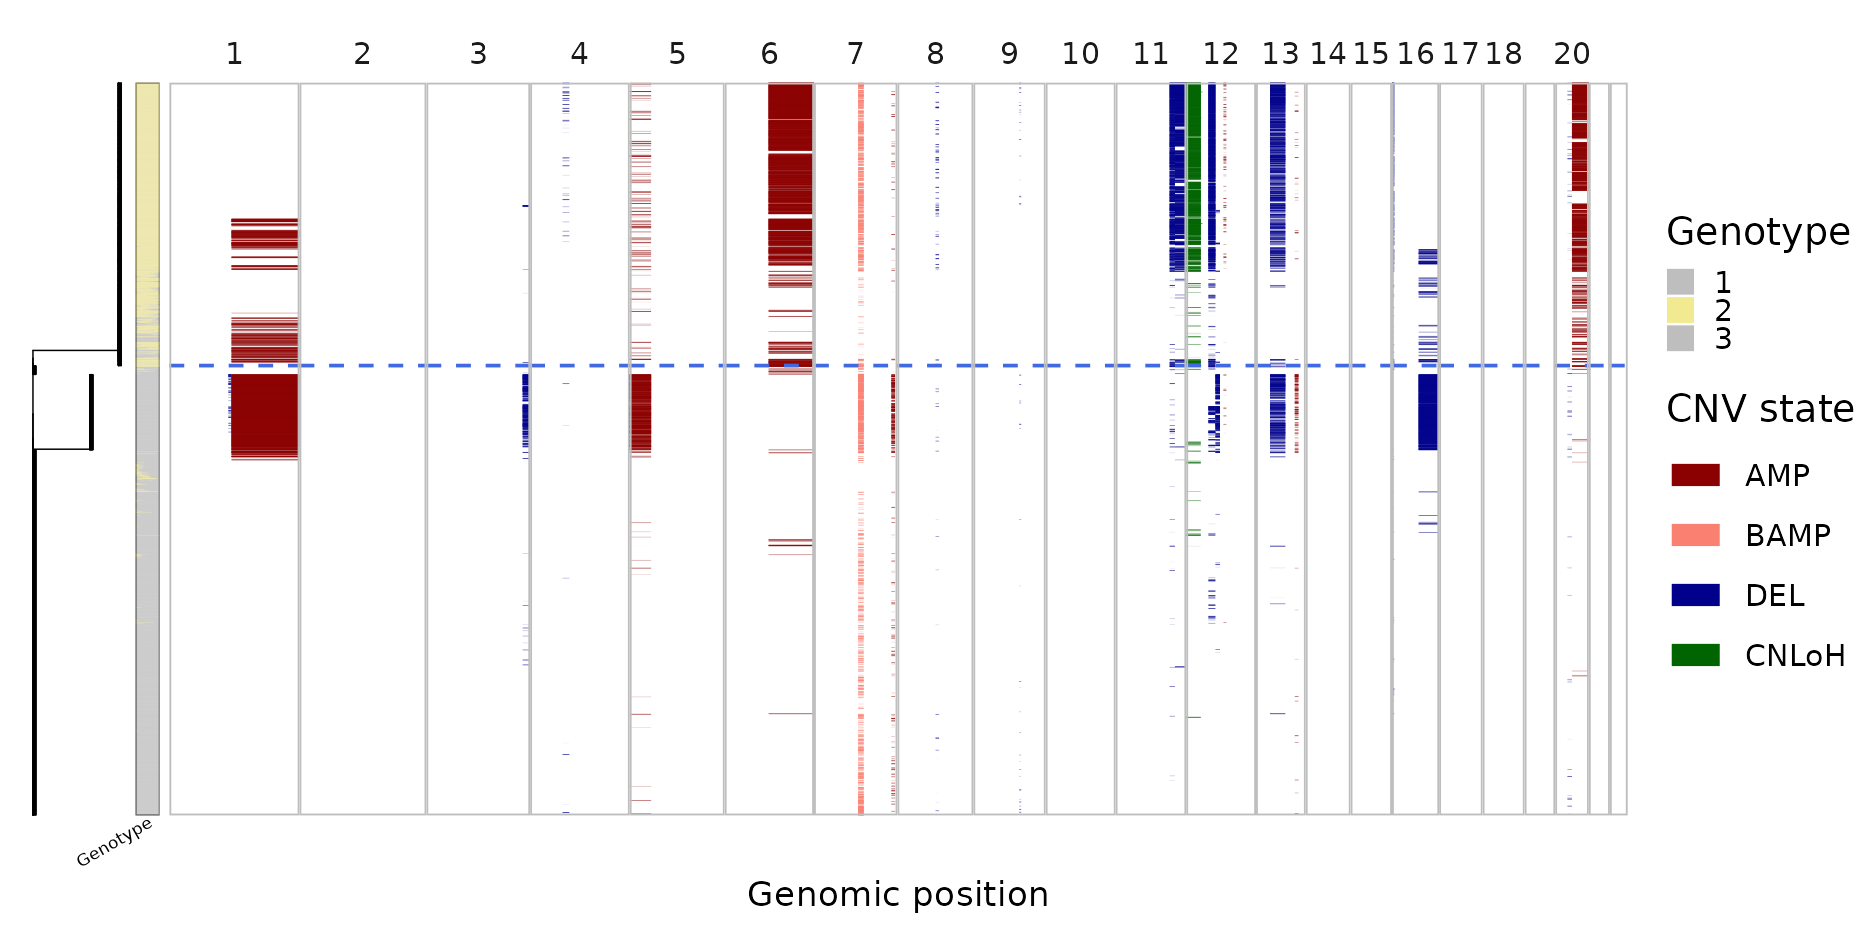 1 2 3 4 5 6 7 8 9 10 11 12 13 14 15 16 17 18 20
Genotype
1
2
3
CNV state
AMP
BAMP
DEL
CNLoH
Genotype
Genomic position